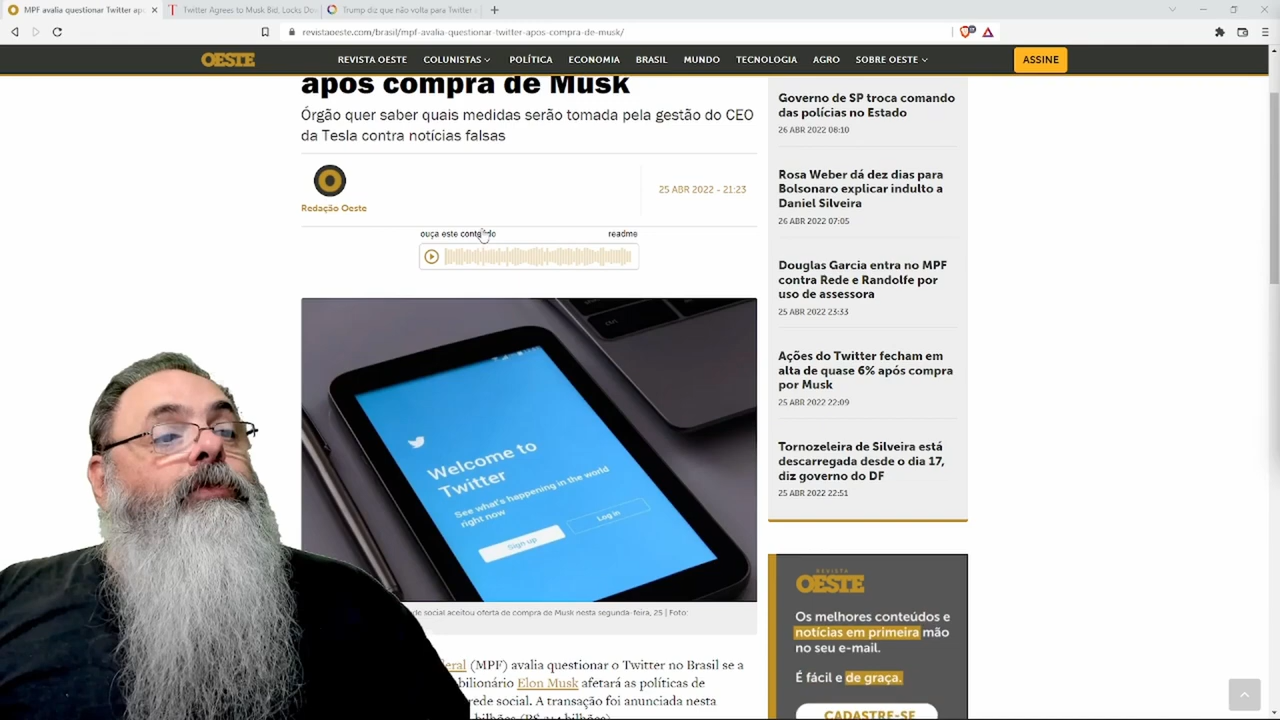 MPF avalia questionar Twitter apó
Twitter Agrees to Musk Bid, Locks Do
Trump diz que não volta para Twitter
revistaoeste.com/brasil/mpf-avalia-questionar-twitter-apos-compra-de-musk/
OESTE
REVISTA OESTE
COLUNISTAS
POLÍTICA
ECONOMIA
BRASIL
MUNDO
TECNOLOGIA
AGRO
SOBRE OESTE
ASSINE
após compra de Musk
Órgão quer saber quais medidas serão tomada pela gestão do CEO
da Tesla contra notícias falsas
Redação Oeste
25 ABR 2022 - 21:23
ouça este conteúdo
readme
Welcome to
Twitter
See what's happening in the world
right now
Sign up
Log in
de social aceitou oferta de compra de Musk nesta segunda-feira, 25 | Foto:
eral (MPF) avalia questionar o Twitter no Brasil se a
bilionário Elon Musk afetará as políticas de
rede social. A transação foi anunciada nesta
Governo de SP troca comando
das polícias no Estado
26 ABR 2022 08:10
Rosa Weber dá dez dias para
Bolsonaro explicar indulto a
Daniel Silveira
26 ABR 2022 07:05
Douglas Garcia entra no MPF
contra Rede e Randolfe por
uso de assessora
25 ABR 2022 23:33
Ações do Twitter fecham em
alta de quase 6% após compra
por Musk
25 ABR 2022 22:09
Tornozeleira de Silveira está
descarregada desde o dia 17,
diz governo do DF
25 ABR 2022 22:51
REVISTA
OESTE
Os melhores conteúdos e
notícias em primeira mão
no seu e-mail.
É fácil e de graça.
CADASTRE-SE